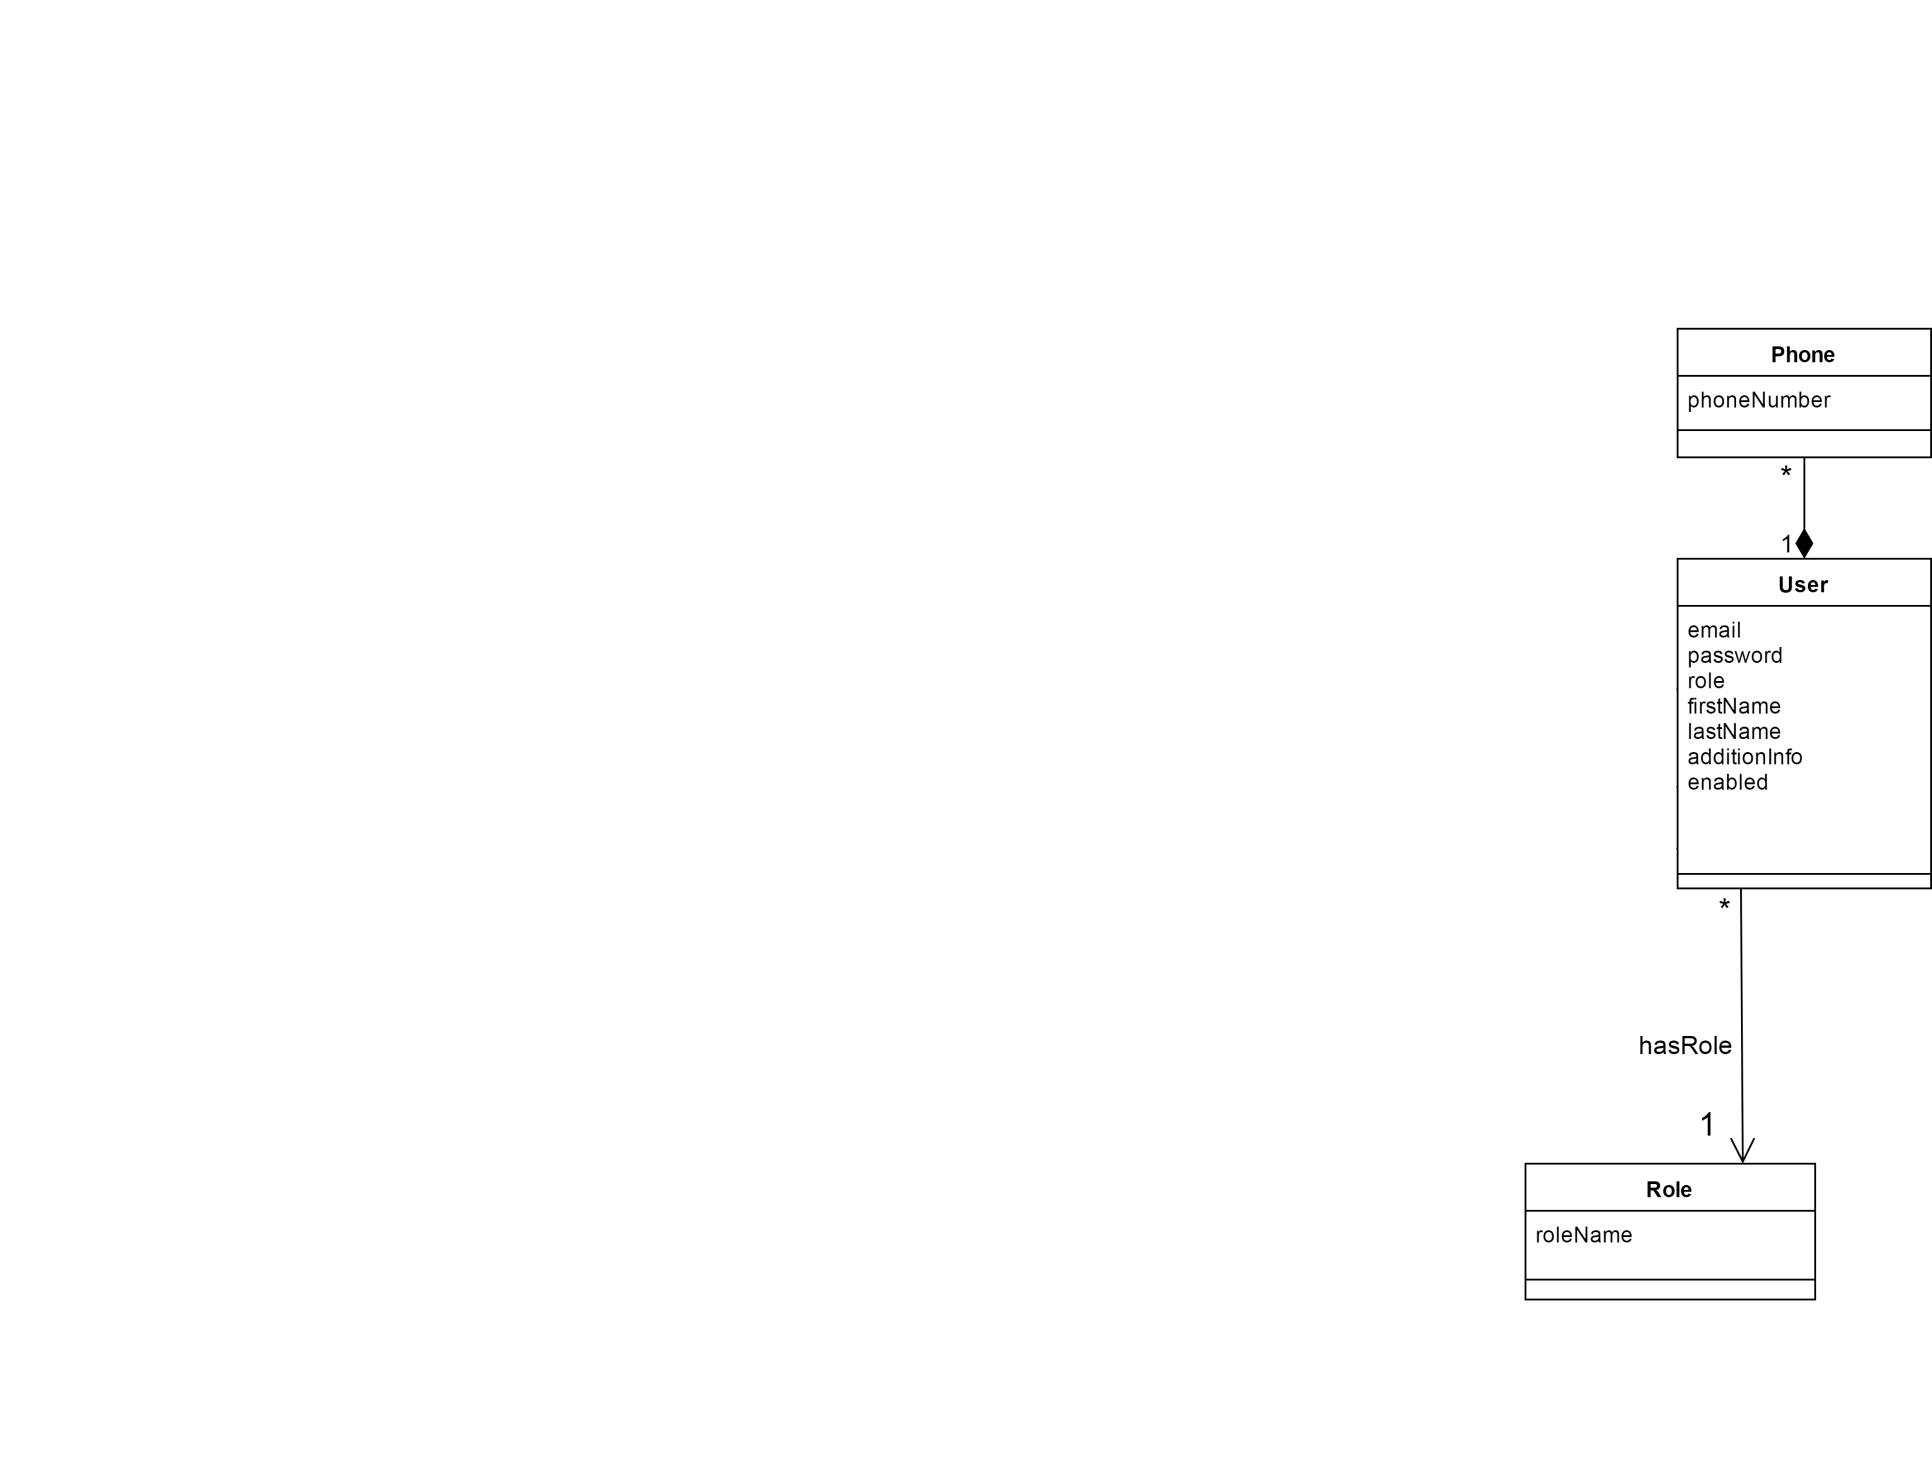 Phone
phoneNumber
*
1
User
email
password
role
firstName
lastName
additionInfo
enabled
*
hasRole
1
Role
roleName